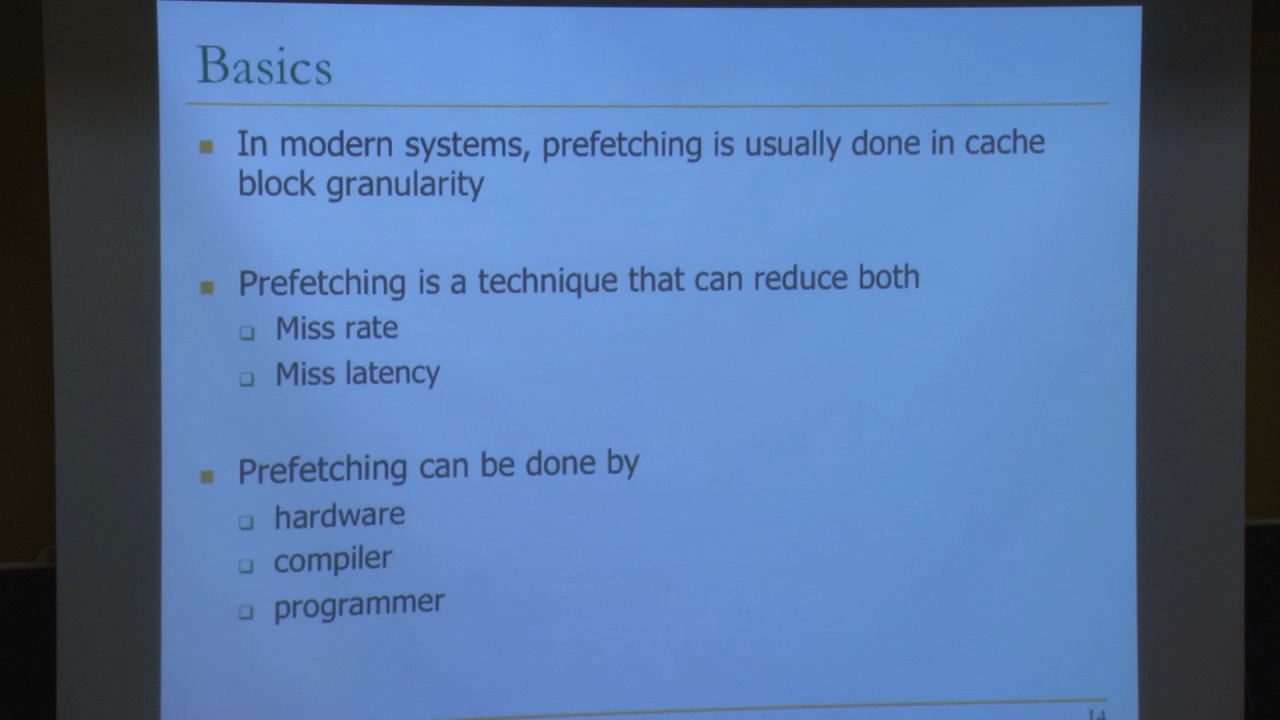 Basics
In modern systems, prefetching is usually done in cache
block granularity
Prefetching is a technique that can reduce both
Miss rate
Miss latency
Prefetching can be done by
hardware
compiler
programmer
14